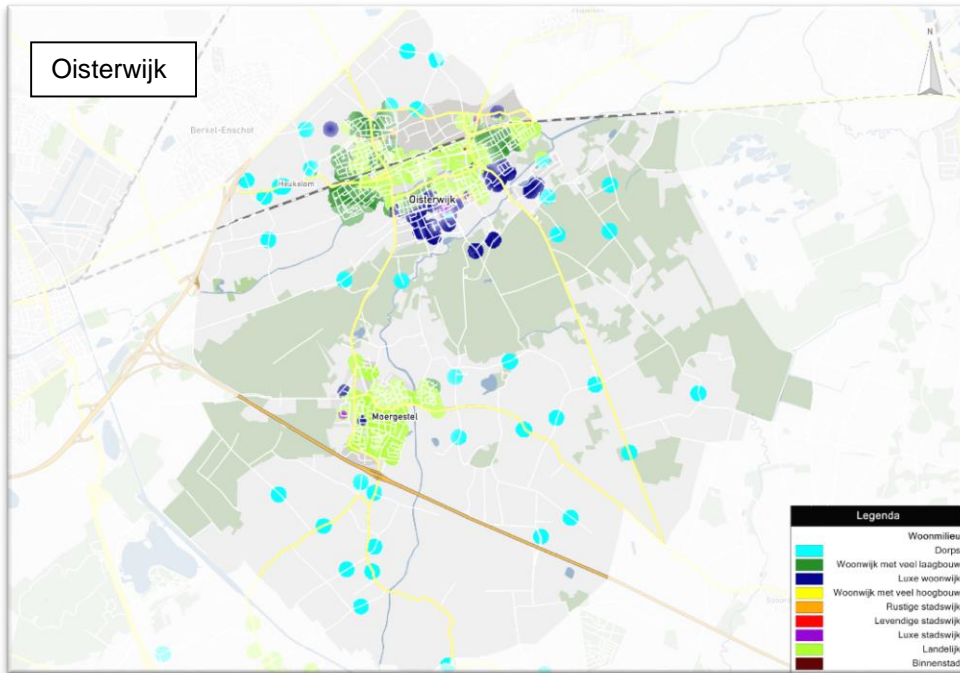 Oisterwijk
N
Berkel-Enschot
Heukelom
Oisterwijk
Moergestel
Legenda
Woonmilieu
Dorps
Woonwijk met veel laagbouw
Luxe woonwijk
Woonwijk met veel hoogbouw
Rustige stadswijk
Levendige stadswijk
Luxe stadswijk
Landelijk
Binnenstad